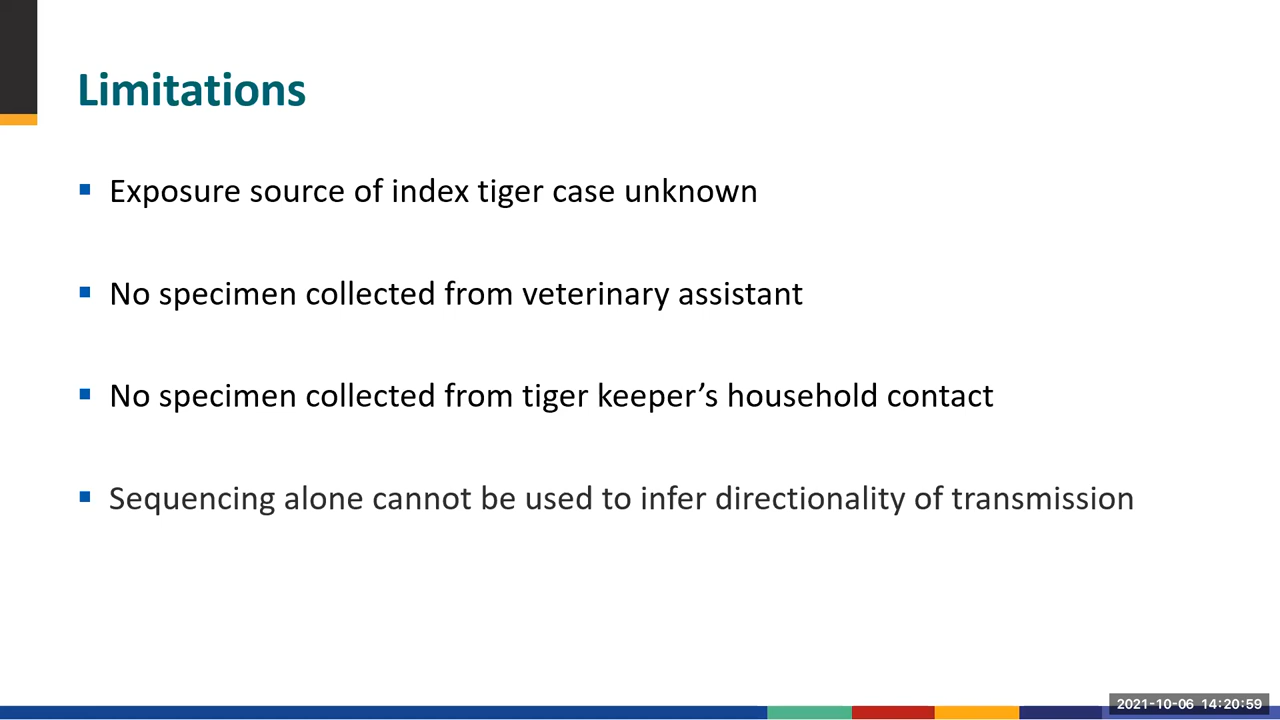 Limitations
Exposure source of index tiger case unknown
No specimen collected from veterinary assistant
No specimen collected from tiger keeper’s household contact
Sequencing alone cannot be used to infer directionality of transmission
2021-10-06 14:20:59